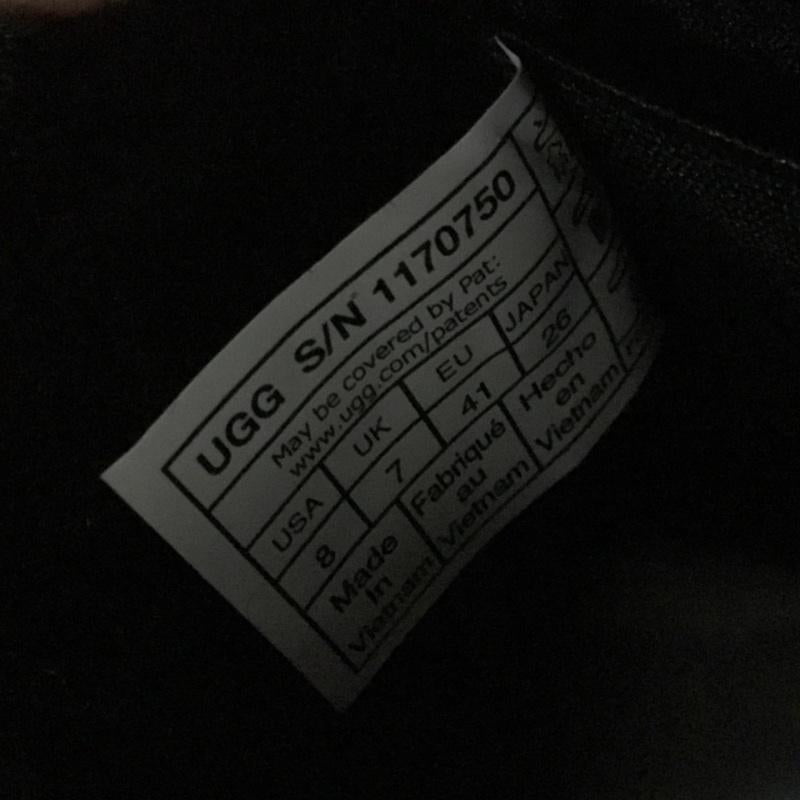 UGG S/N 1170750
May be covered by Pat:
www.ugg.com/patents
USA UK EU JAPAN
8 7 41 26
Made In Vietnam
Fabriqué au Vietnam
Hecho en Vietnam